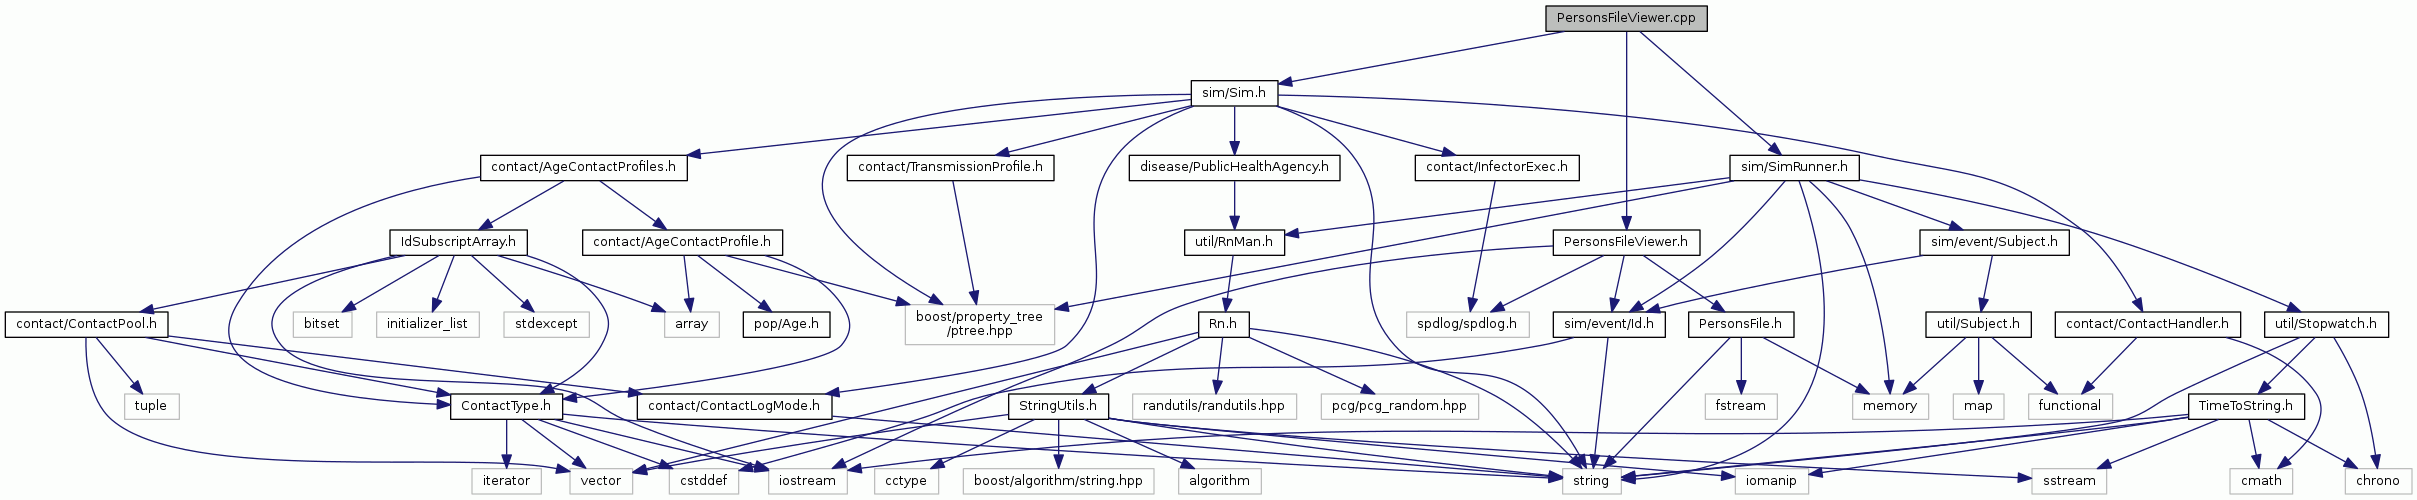 PersonsFileViewer.cpp
sim/Sim.h
contact/AgeContactProfiles.h
contact/TransmissionProfile.h
disease/PublicHealthAgency.h
contact/InfectorExec.h
sim/SimRunner.h
IdSubscriptArray.h
contact/AgeContactProfile.h
util/RnMan.h
PersonsFileViewer.h
sim/event/Subject.h
contact/ContactPool.h
bitset
initializer_list
stdexcept
array
pop/Age.h
boost/property_tree
/ptree.hpp
Rn.h
spdlog/spdlog.h
sim/event/Id.h
PersonsFile.h
util/Subject.h
contact/ContactHandler.h
util/Stopwatch.h
tuple
ContactType.h
contact/ContactLogMode.h
StringUtils.h
randutils/randutils.hpp
pcg/pcg_random.hpp
fstream
memory
map
functional
TimeToString.h
iterator
vector
cstddef
iostream
cctype
boost/algorithm/string.hpp
algorithm
string
iomanip
sstream
cmath
chrono